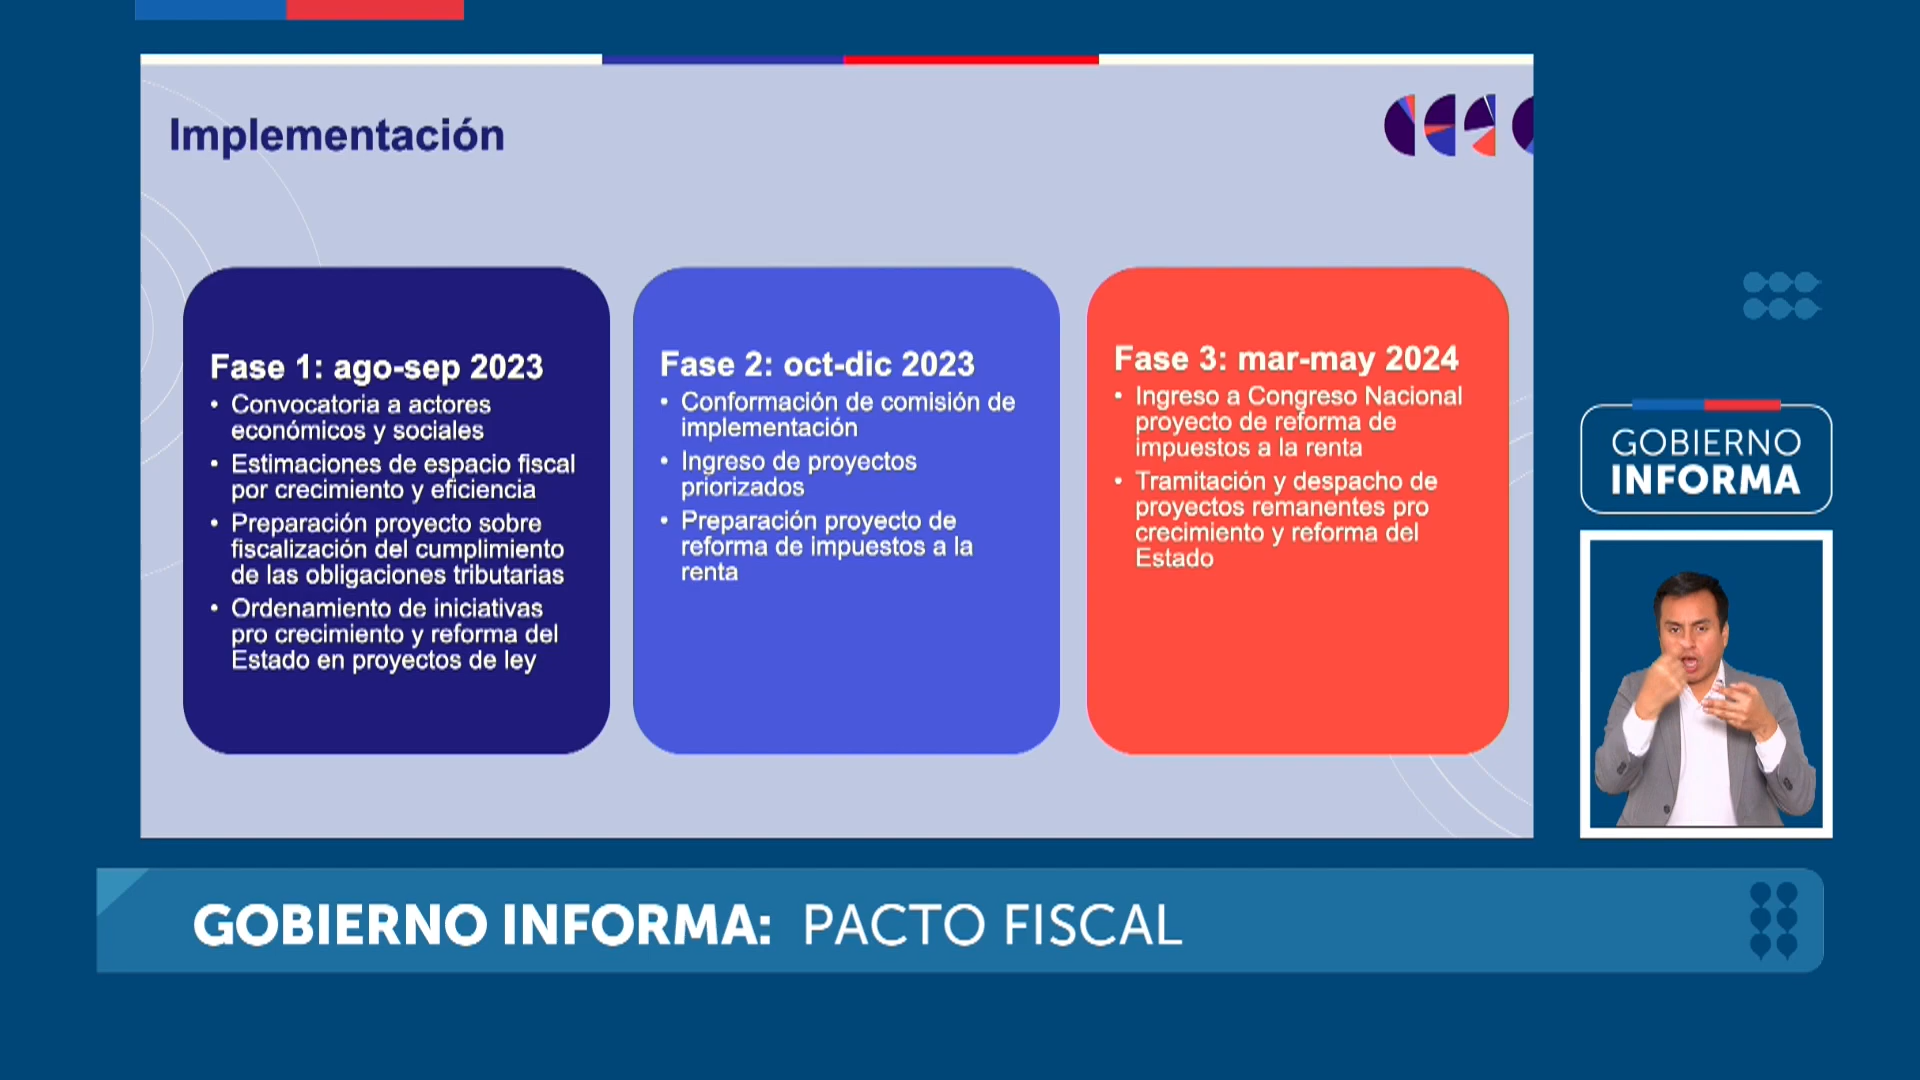 Implementación
Fase 1: ago-sep 2023
• Convocatoria a actores
económicos y sociales
• Estimaciones de espacio fiscal
por crecimiento y eficiencia
• Preparación proyecto sobre
fiscalización del cumplimiento
de las obligaciones tributarias
• Ordenamiento de iniciativas
pro crecimiento y reforma del
Estado en proyectos de ley
Fase 2: oct-dic 2023
• Conformación de comisión de
implementación
• Ingreso de proyectos
priorizados
• Preparación proyecto de
reforma de impuestos a la
renta
Fase 3: mar-may 2024
• Ingreso a Congreso Nacional
proyecto de reforma de
impuestos a la renta
• Tramitación y despacho de
proyectos remanentes pro
crecimiento y reforma del
Estado
GOBIERNO
INFORMA
GOBIERNO INFORMA: PACTO FISCAL